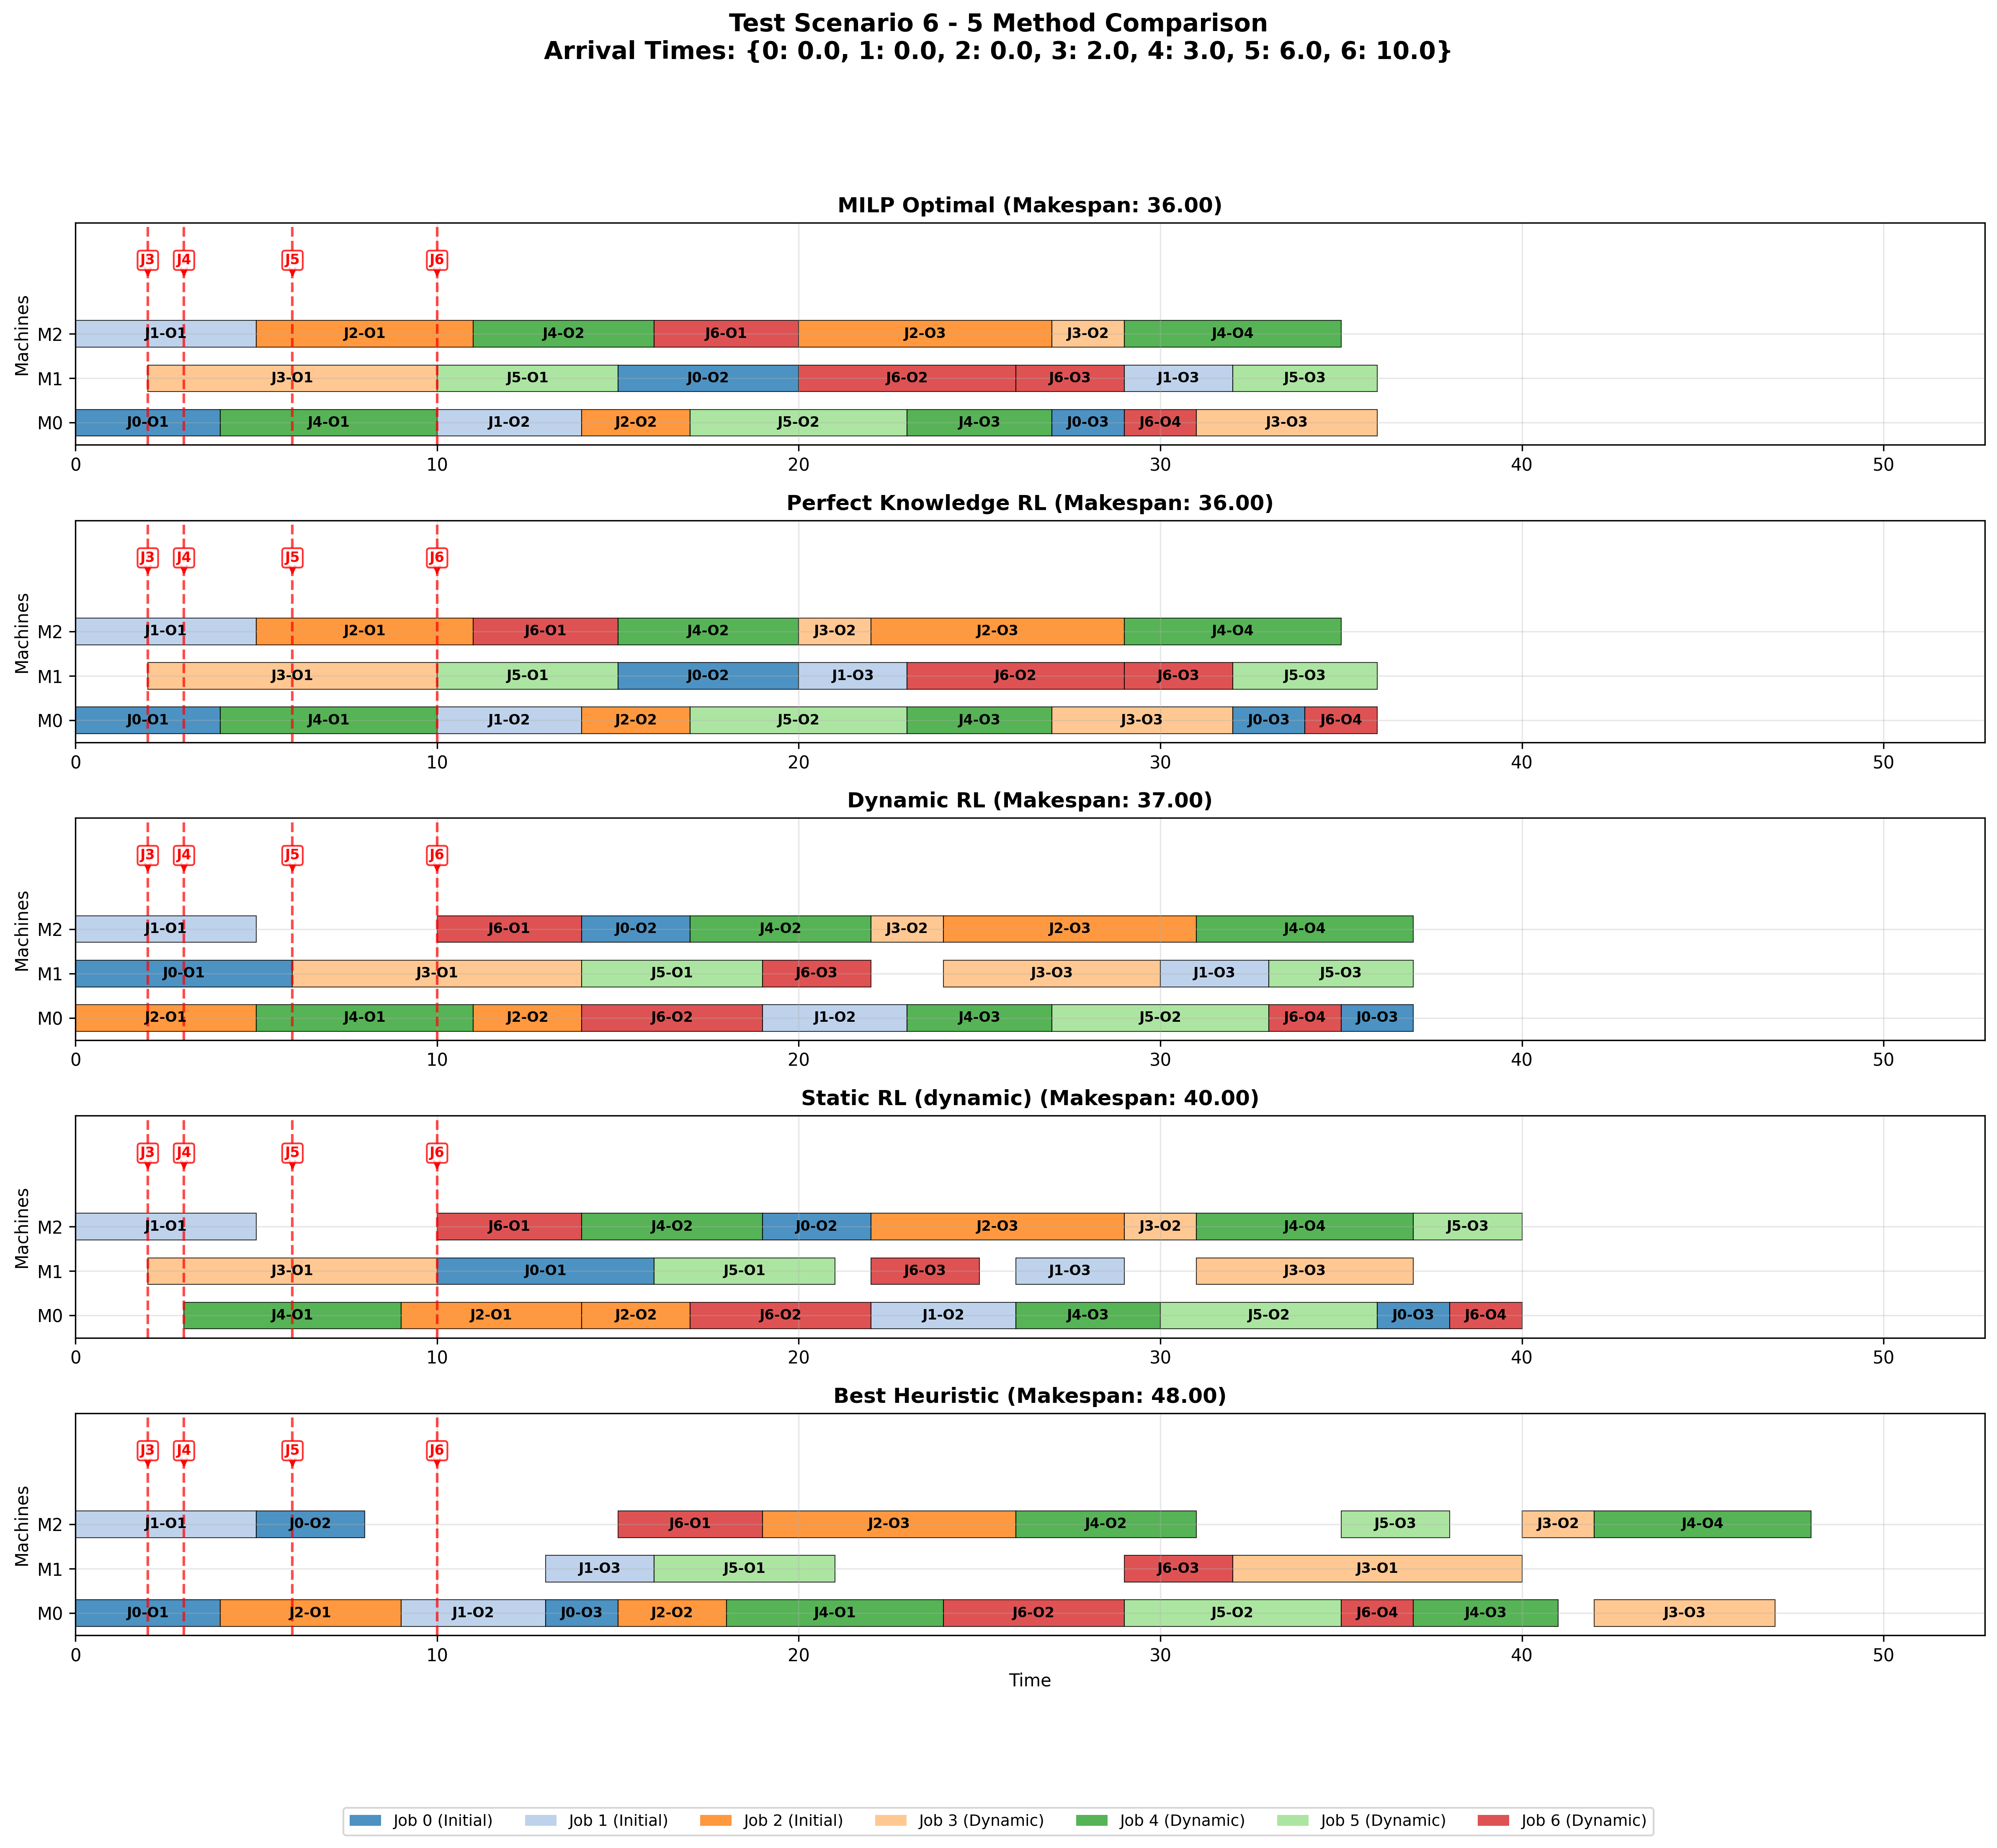 Test Scenario 6 - 5 Method Comparison
Arrival Times: {0: 0.0, 1: 0.0, 2: 0.0, 3: 2.0, 4: 3.0, 5: 6.0, 6: 10.0}
MILP Optimal (Makespan: 36.00)
J3 J4 J5 J6
Machines
M2 J1-O1 J2-O1 J4-O2 J6-O1 J2-O3 J3-O2 J4-O4
M1 J3-O1 J5-O1 J0-O2 J6-O2 J6-O3 J1-O3 J5-O3
M0 J0-O1 J4-O1 J1-O2 J2-O2 J5-O2 J4-O3 J0-O3 J6-O4 J3-O3
0 10 20 30 40 50
Perfect Knowledge RL (Makespan: 36.00)
J3 J4 J5 J6
Machines
M2 J1-O1 J2-O1 J6-O1 J4-O2 J3-O2 J2-O3 J4-O4
M1 J3-O1 J5-O1 J0-O2 J1-O3 J6-O2 J6-O3 J5-O3
M0 J0-O1 J4-O1 J1-O2 J2-O2 J5-O2 J4-O3 J3-O3 J0-O3 J6-O4
0 10 20 30 40 50
Dynamic RL (Makespan: 37.00)
J3 J4 J5 J6
Machines
M2 J1-O1 J6-O1 J0-O2 J4-O2 J3-O2 J2-O3 J4-O4
M1 J0-O1 J3-O1 J5-O1 J6-O3 J3-O3 J1-O3 J5-O3
M0 J2-O1 J4-O1 J2-O2 J6-O2 J1-O2 J4-O3 J5-O2 J6-O4 J0-O3
0 10 20 30 40 50
Static RL (dynamic) (Makespan: 40.00)
J3 J4 J5 J6
Machines
M2 J1-O1 J6-O1 J4-O2 J0-O2 J2-O3 J3-O2 J4-O4 J5-O3
M1 J3-O1 J0-O1 J5-O1 J6-O3 J1-O3 J3-O3
M0 J4-O1 J2-O1 J2-O2 J6-O2 J1-O2 J4-O3 J5-O2 J0-O3 J6-O4
0 10 20 30 40 50
Best Heuristic (Makespan: 48.00)
J3 J4 J5 J6
Machines
M2 J1-O1 J0-O2 J6-O1 J2-O3 J4-O2 J5-O3 J3-O2 J4-O4
M1 J1-O3 J5-O1 J6-O3 J3-O1
M0 J0-O1 J2-O1 J1-O2 J0-O3 J2-O2 J4-O1 J6-O2 J5-O2 J6-O4 J4-O3 J3-O3
0 10 20 30 40 50
Time
Job 0 (Initial) Job 1 (Initial) Job 2 (Initial) Job 3 (Dynamic) Job 4 (Dynamic) Job 5 (Dynamic) Job 6 (Dynamic)